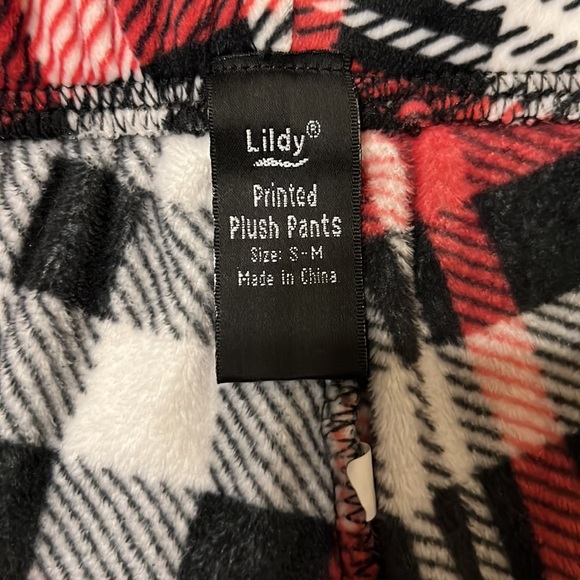 Lildy®
Printed
Plush Pants
Size: S-M
Made in China